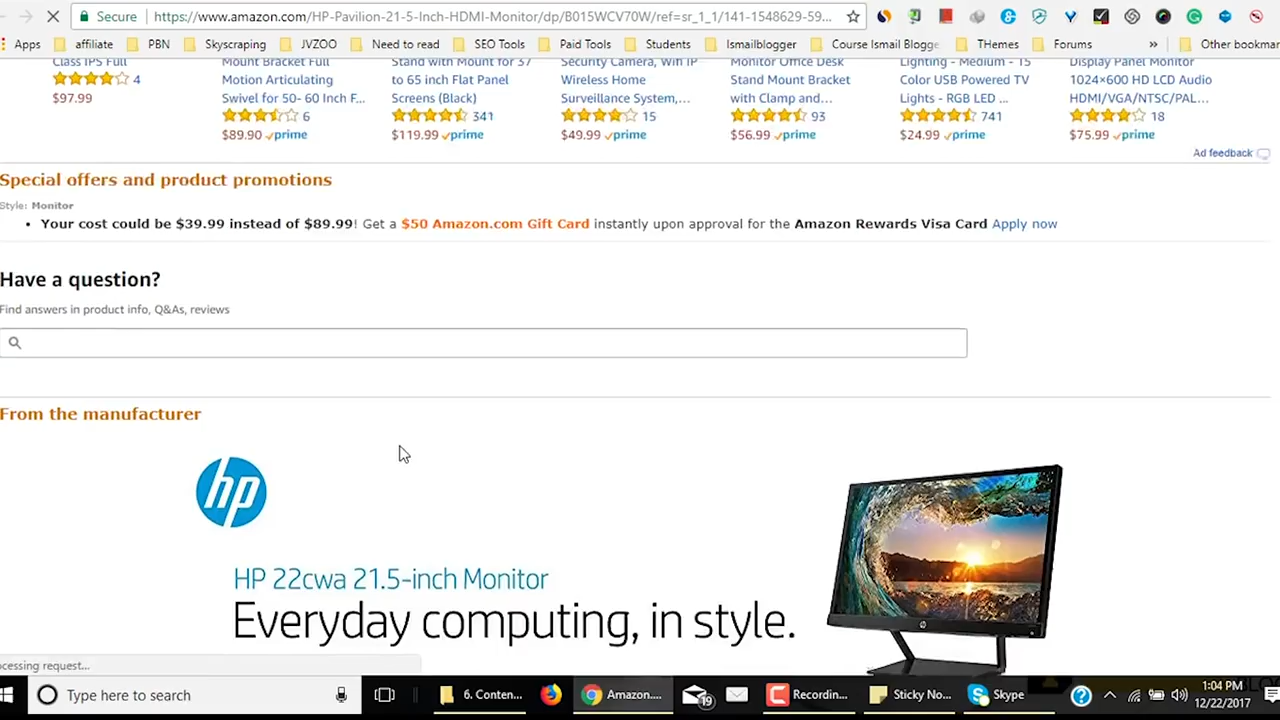 Secure https://www.amazon.com/HP-Pavilion-21-5-Inch-HDMI-Monitor/dp/B015WCV70W/ref=sr_1_1/141-1548629-59...
Apps affiliate PBN Skyscraping JVZOO Need to read SEO Tools Paid Tools Students Ismailblogger Course Ismail Blogge THemes Forums » Other bookmar
Class IPS Full Mount Bracket Full Stand with Mount for 37 Security Camera, Wifi IP Monitor Office Desk Lighting - Medium - 15 Display Panel Monitor
4 Motion Articulating to 65 inch Flat Panel Wireless Home Stand Mount Bracket Color USB Powered TV 1024×600 HD LCD Audio
$97.99 Swivel for 50- 60 Inch F... Screens (Black) Surveillance System,... with Clamp and... Lights - RGB LED ... HDMI/VGA/NTSC/PAL...
6 341 15 93 741 18
$89.90 prime $119.99 prime $49.99 prime $56.99 prime $24.99 prime $75.99 prime
Ad feedback
Special offers and product promotions
Style: Monitor
• Your cost could be $39.99 instead of $89.99! Get a $50 Amazon.com Gift Card instantly upon approval for the Amazon Rewards Visa Card Apply now
Have a question?
Find answers in product info, Q&As, reviews
From the manufacturer
hp
HP 22cwa 21.5-inch Monitor
Everyday computing, in style.
ocessing request...
Type here to search 6. Conten... Amazon.... 19 Recordin... Sticky No... Skype 1:04 PM
12/22/2017